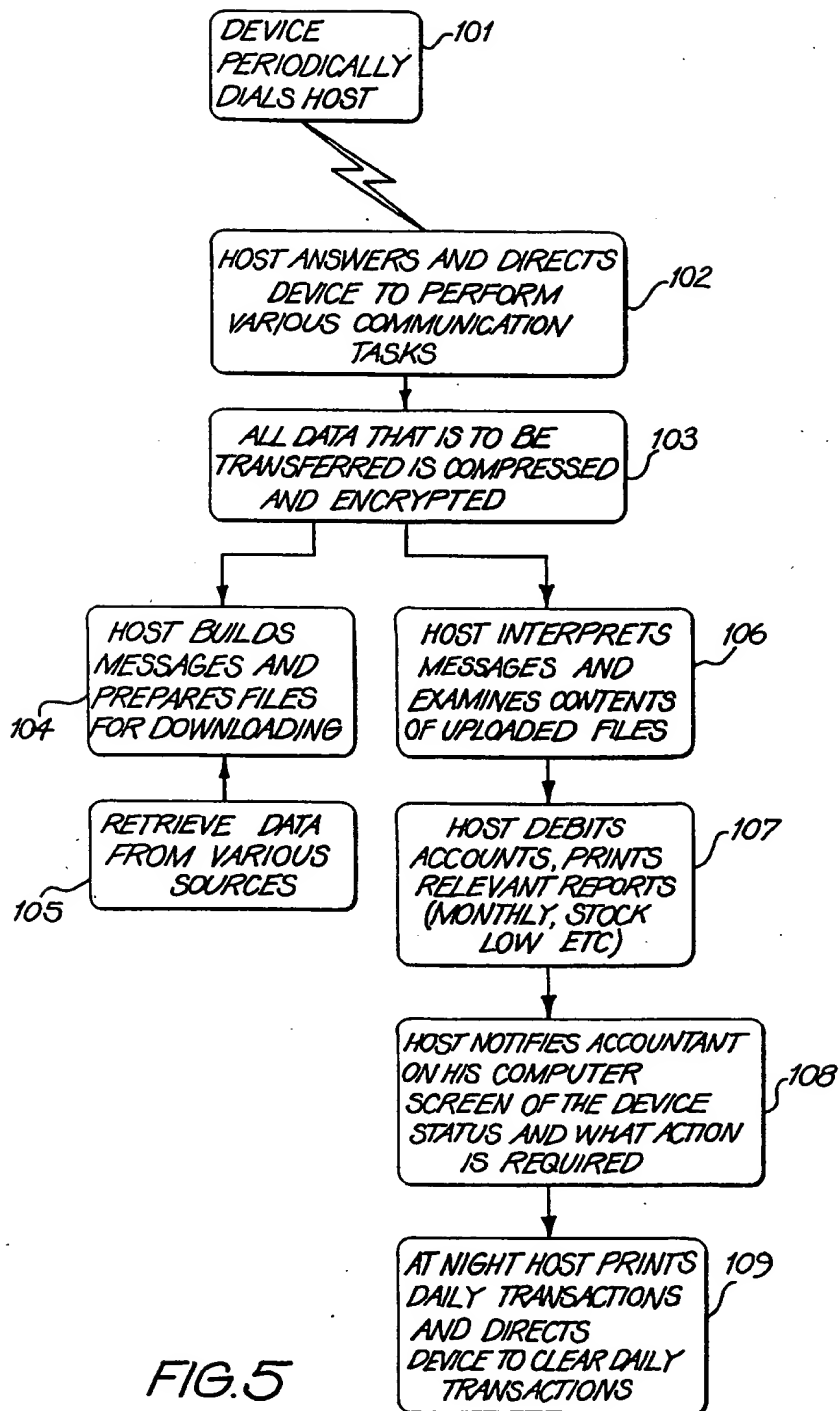 DEVICE
PERIODICALLY
DIALS HOST
101
HOST ANSWERS AND DIRECTS
DEVICE TO PERFORM
VARIOUS COMMUNICATION
TASKS
102
ALL DATA THAT IS TO BE
TRANSFERRED IS COMPRESSED
AND ENCRYPTED
103
HOST BUILDS
MESSAGES AND
PREPARES FILES
FOR DOWNLOADING
104
RETRIEVE DATA
FROM VARIOUS
SOURCES
105
HOST INTERPRETS
MESSAGES AND
EXAMINES CONTENTS
OF UPLOADED FILES
106
HOST DEBITS
ACCOUNTS, PRINTS
RELEVANT REPORTS
(MONTHLY, STOCK
LOW ETC)
107
HOST NOTIFIES ACCOUNTANT
ON HIS COMPUTER
SCREEN OF THE DEVICE
STATUS AND WHAT ACTION
IS REQUIRED
108
AT NIGHT HOST PRINTS
DAILY TRANSACTIONS
AND DIRECTS
DEVICE TO CLEAR DAILY
TRANSACTIONS
109
FIG.5